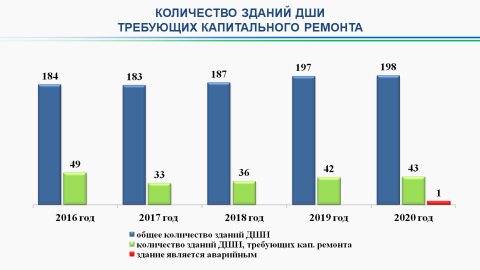 КОЛИЧЕСТВО ЗДАНИЙ ДШИ
ТРЕБУЮЩИХ КАПИТАЛЬНОГО РЕМОНТА
184 183 187 197 198
49 33 36 42 43 1
2016 год 2017 год 2018 год 2019 год 2020 год
общее количество зданий ДШИ
количество зданий ДШИ, требующих кап. ремонта
здание является аварийным